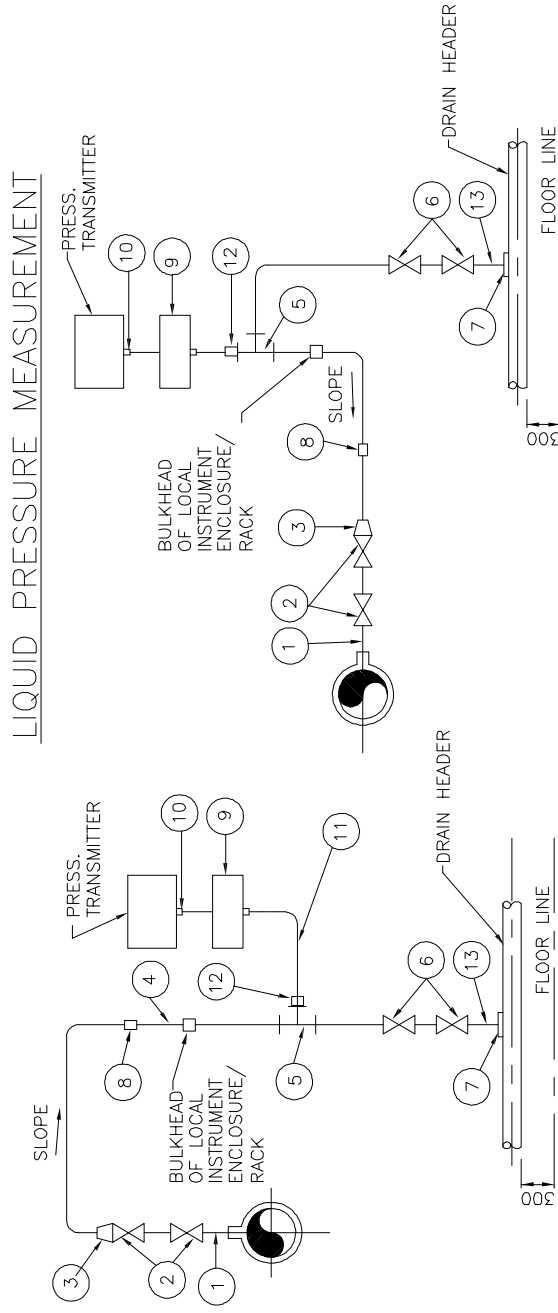 LIQUID PRESSURE MEASUREMENT
SLOPE
3
2
1
8
4
BULKHEAD
OF LOCAL
INSTRUMENT
ENCLOSURE/
RACK
PRESS.
TRANSMITTER
10
9
12
11
5
6
13
7
DRAIN HEADER
FLOOR LINE
300
PRESS.
TRANSMITTER
10
9
12
5
BULKHEAD
OF LOCAL
INSTRUMENT
ENCLOSURE/
RACK
SLOPE
8
3
2
1
6
13
7
DRAIN HEADER
FLOOR LINE
300